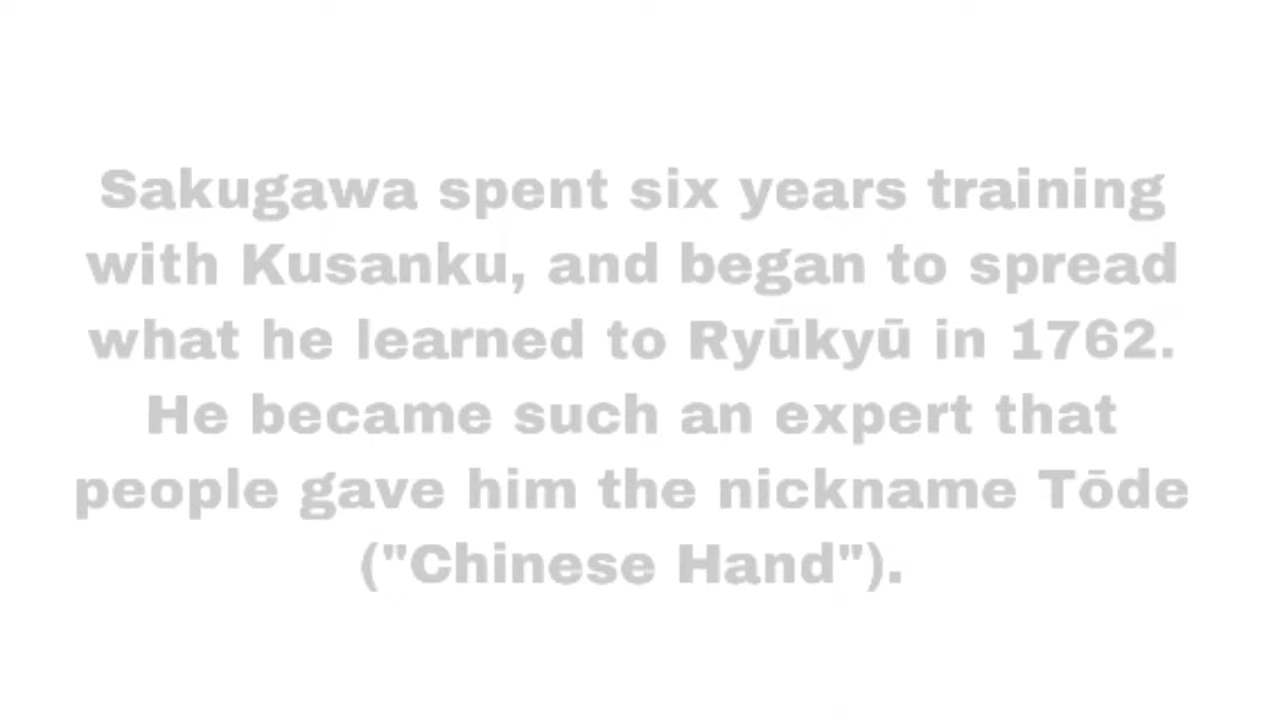 Sakugawa spent six years training
with Kusanku, and began to spread
what he learned to Ryūkyū in 1762.
He became such an expert that
people gave him the nickname Tōde
("Chinese Hand").